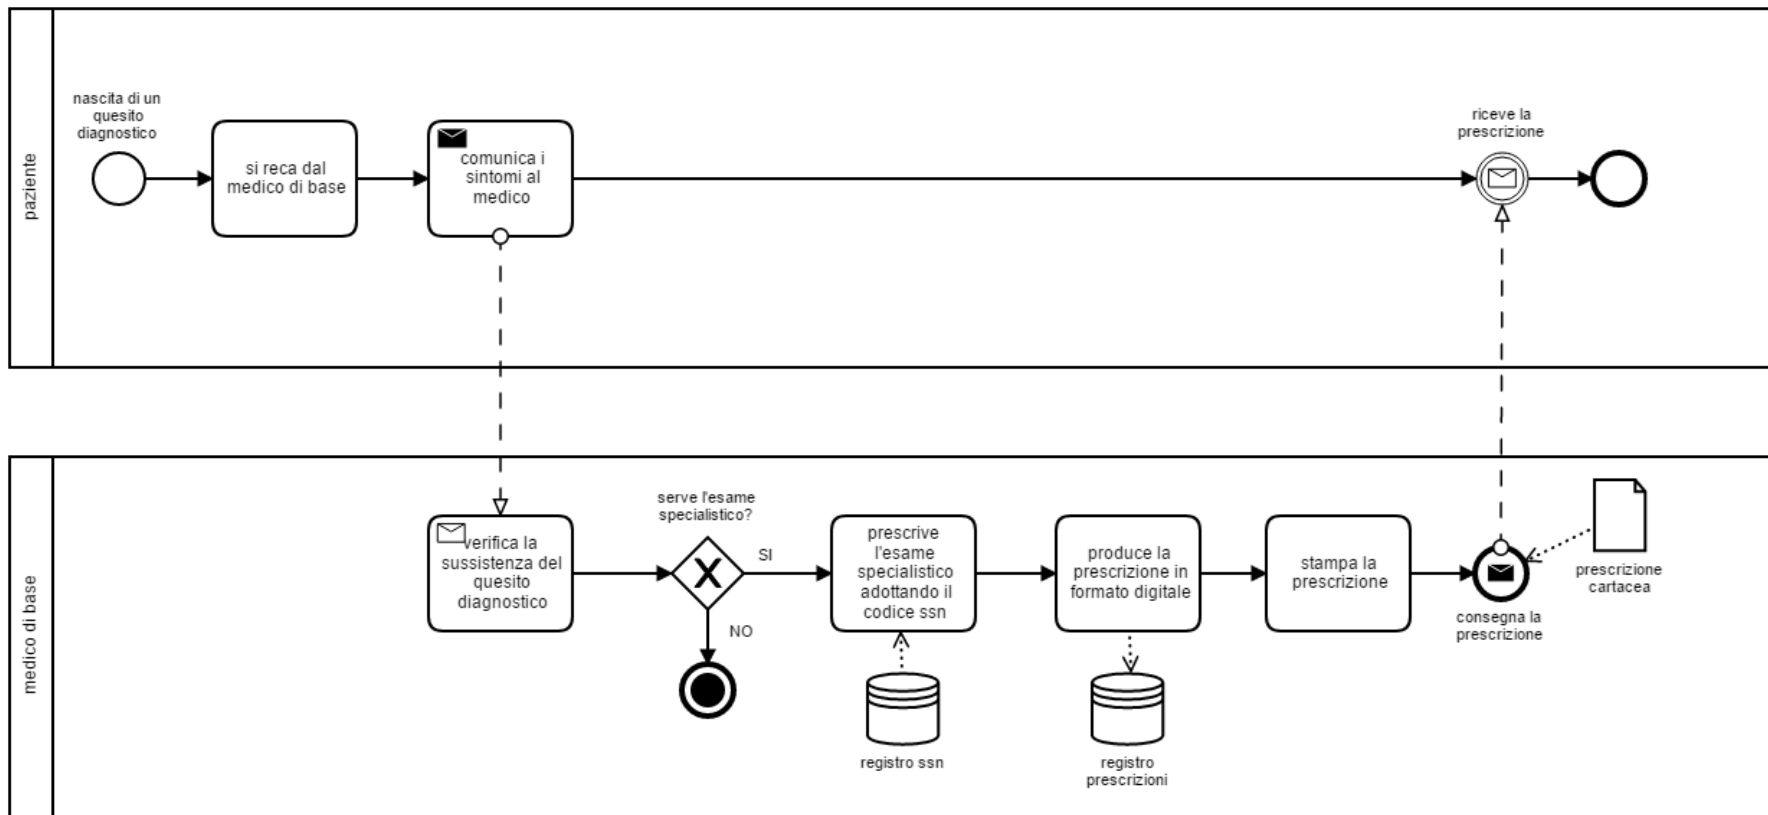 paziente
nascita di un
quesito
diagnostico
si reca dal
medico di base
comunica i
sintomi al
medico
riceve la
prescrizione
medico di base
verifica la
sussistenza del
quesito
diagnostico
serve l'esame
specialistico?
SI
NO
prescrive
l'esame
specialistico
adottando il
codice ssn
registro ssn
produce la
prescrizione in
formato digitale
registro
prescrizioni
stampa la
prescrizione
consegna la
prescrizione
prescrizione
cartacea